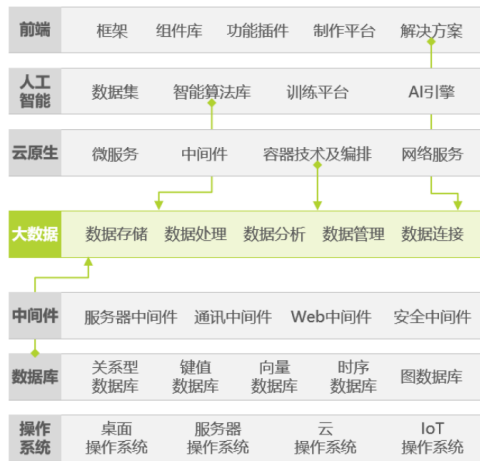 前端 框架 组件库 功能插件 制作平台 解决方案
人工
智能 数据集 智能算法库 训练平台 AI引擎
云原生 微服务 中间件 容器技术及编排 网络服务
大数据 数据存储 数据处理 数据分析 数据管理 数据连接
中间件 服务器中间件 通讯中间件 Web中间件 安全中间件
数据库 关系型 键值 向量 时序 图数据库
数据库 数据库 数据库 数据库
操作 桌面 服务器 云 IoT
系统 操作系统 操作系统 操作系统 操作系统